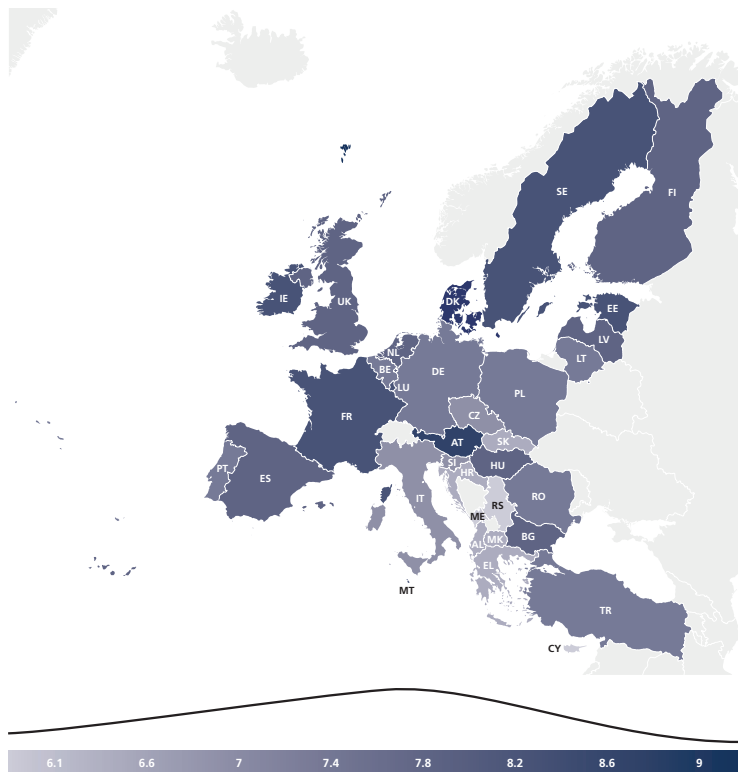 SE
FI
IE
UK
DK
EE
LV
LT
NL
BE
LU
DE
PL
CZ
SK
FR
AT
HU
SI
HR
PT
ES
IT
RO
RS
ME
BG
AL
MK
EL
MT
TR
CY
6.1 6.6 7 7.4 7.8 8.2 8.6 9